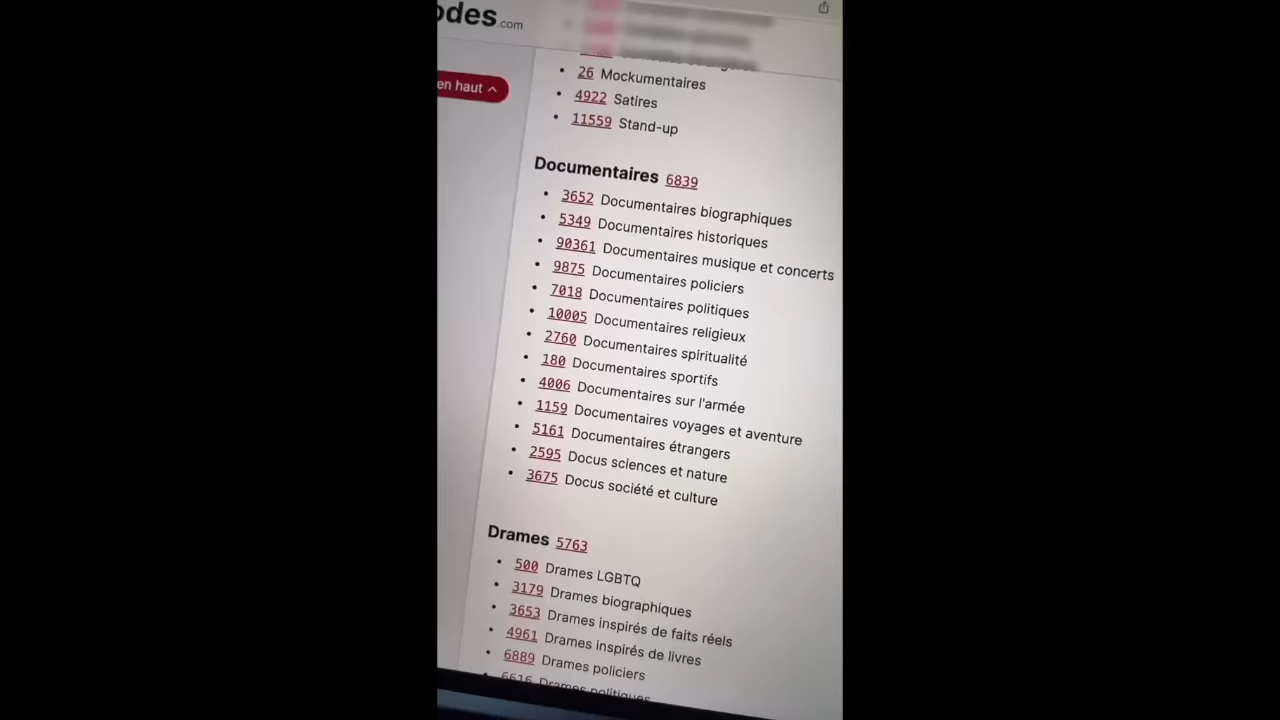 odes.com
en haut
26 Mockumentaires
4922 Satires
11559 Stand-up
Documentaires 6839
3652 Documentaires biographiques
5349 Documentaires historiques
90361 Documentaires musique et concerts
9875 Documentaires policiers
7018 Documentaires politiques
10005 Documentaires religieux
2760 Documentaires spiritualité
180 Documentaires sportifs
4006 Documentaires sur l'armée
1159 Documentaires voyages et aventure
5161 Documentaires étrangers
2595 Docus sciences et nature
3675 Docus société et culture
Drames 5763
500 Drames LGBTQ
3179 Drames biographiques
3653 Drames inspirés de faits réels
4961 Drames inspirés de livres
6889 Drames policiers
6616 Drames politiques